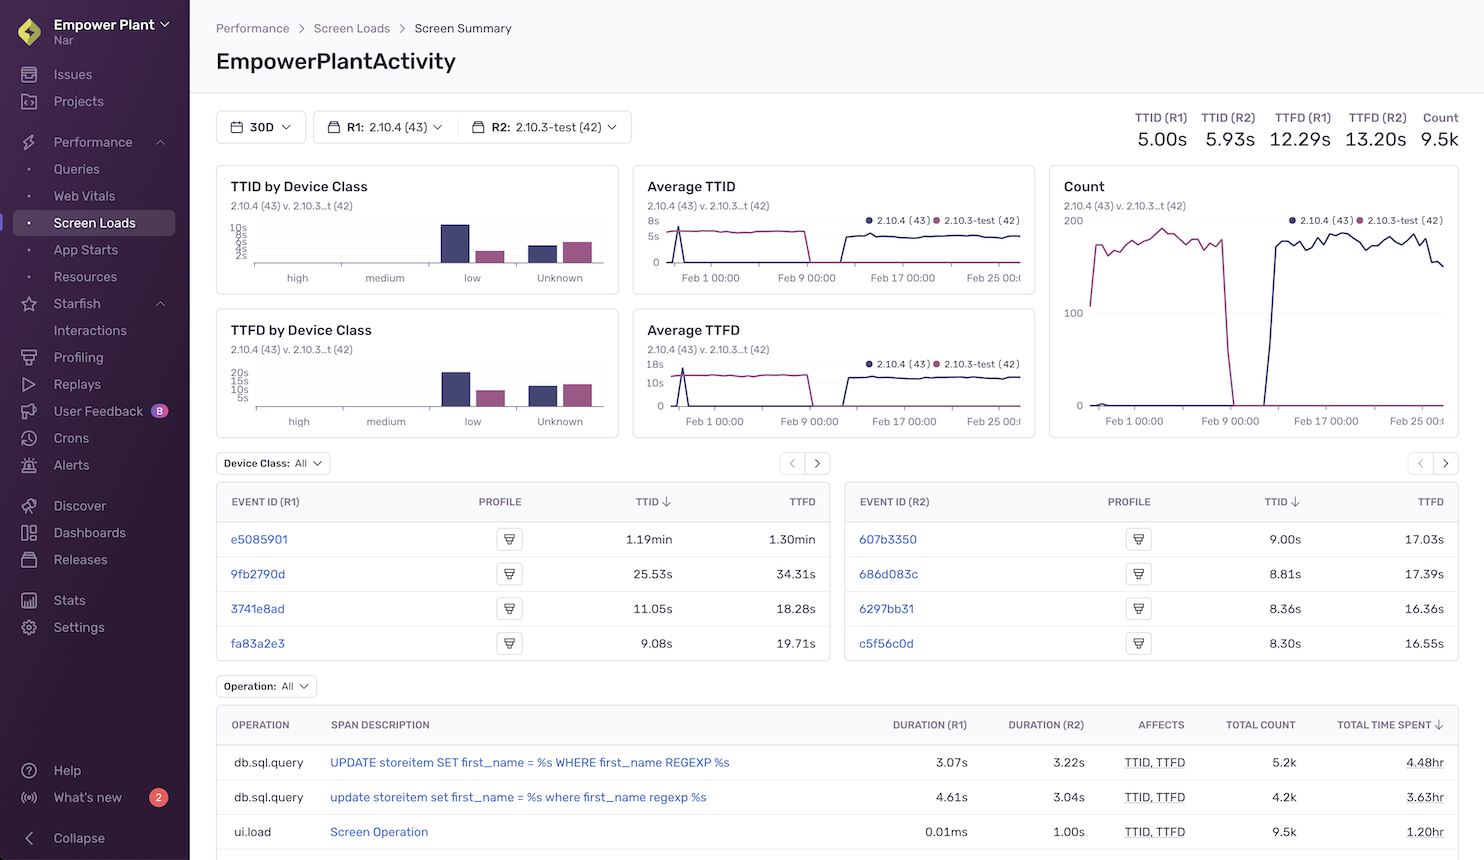 Empower Plant
Nar
Issues
Projects
Performance
Queries
Web Vitals
Screen Loads
App Starts
Resources
Starfish
Interactions
Profiling
Replays
User Feedback B
Crons
Alerts
Discover
Dashboards
Releases
Stats
Settings
Help
What's new 2
Collapse
Performance > Screen Loads > Screen Summary
EmpowerPlantActivity
30D
R1: 2.10.4 (43)
R2: 2.10.3-test (42)
TTID (R1) TTID (R2) TTFD (R1) TTFD (R2) Count
5.00s 5.93s 12.29s 13.20s 9.5k
TTID by Device Class
2.10.4 (43) v. 2.10.3...t (42)
10s
8s
6s
4s
2s
high medium low Unknown
Average TTID
2.10.4 (43) v. 2.10.3...t (42)
2.10.4 (43) 2.10.3-test (42)
8s
5s
0
Feb 1 00:00 Feb 9 00:00 Feb 17 00:00 Feb 25 00:(
Count
2.10.4 (43) v. 2.10.3...t (42)
2.10.4 (43) 2.10.3-test (42)
200
100
0
Feb 1 00:00 Feb 9 00:00 Feb 17 00:00 Feb 25 00:(
TTFD by Device Class
2.10.4 (43) v. 2.10.3...t (42)
20s
15s
10s
5s
high medium low Unknown
Average TTFD
2.10.4 (43) v. 2.10.3...t (42)
2.10.4 (43) 2.10.3-test (42)
18s
10s
0
Feb 1 00:00 Feb 9 00:00 Feb 17 00:00 Feb 25 00:(
Device Class: All
EVENT ID (R1) PROFILE TTID TTFD
e5085901 1.19min 1.30min
9fb2790d 25.53s 34.31s
3741e8ad 11.05s 18.28s
fa83a2e3 9.08s 19.71s
EVENT ID (R2) PROFILE TTID TTFD
607b3350 9.00s 17.03s
686d083c 8.81s 17.39s
6297bb31 8.36s 16.36s
c5f56c0d 8.30s 16.55s
Operation: All
OPERATION SPAN DESCRIPTION DURATION (R1) DURATION (R2) AFFECTS TOTAL COUNT TOTAL TIME SPENT
db.sql.query UPDATE storeitem SET first_name = %s WHERE first_name REGEXP %s 3.07s 3.22s TTID, TTFD 5.2k 4.48hr
db.sql.query update storeitem set first_name = %s where first_name regexp %s 4.61s 3.04s TTID, TTFD 4.2k 3.63hr
ui.load Screen Operation 0.01ms 1.00s TTID, TTFD 9.5k 1.20hr